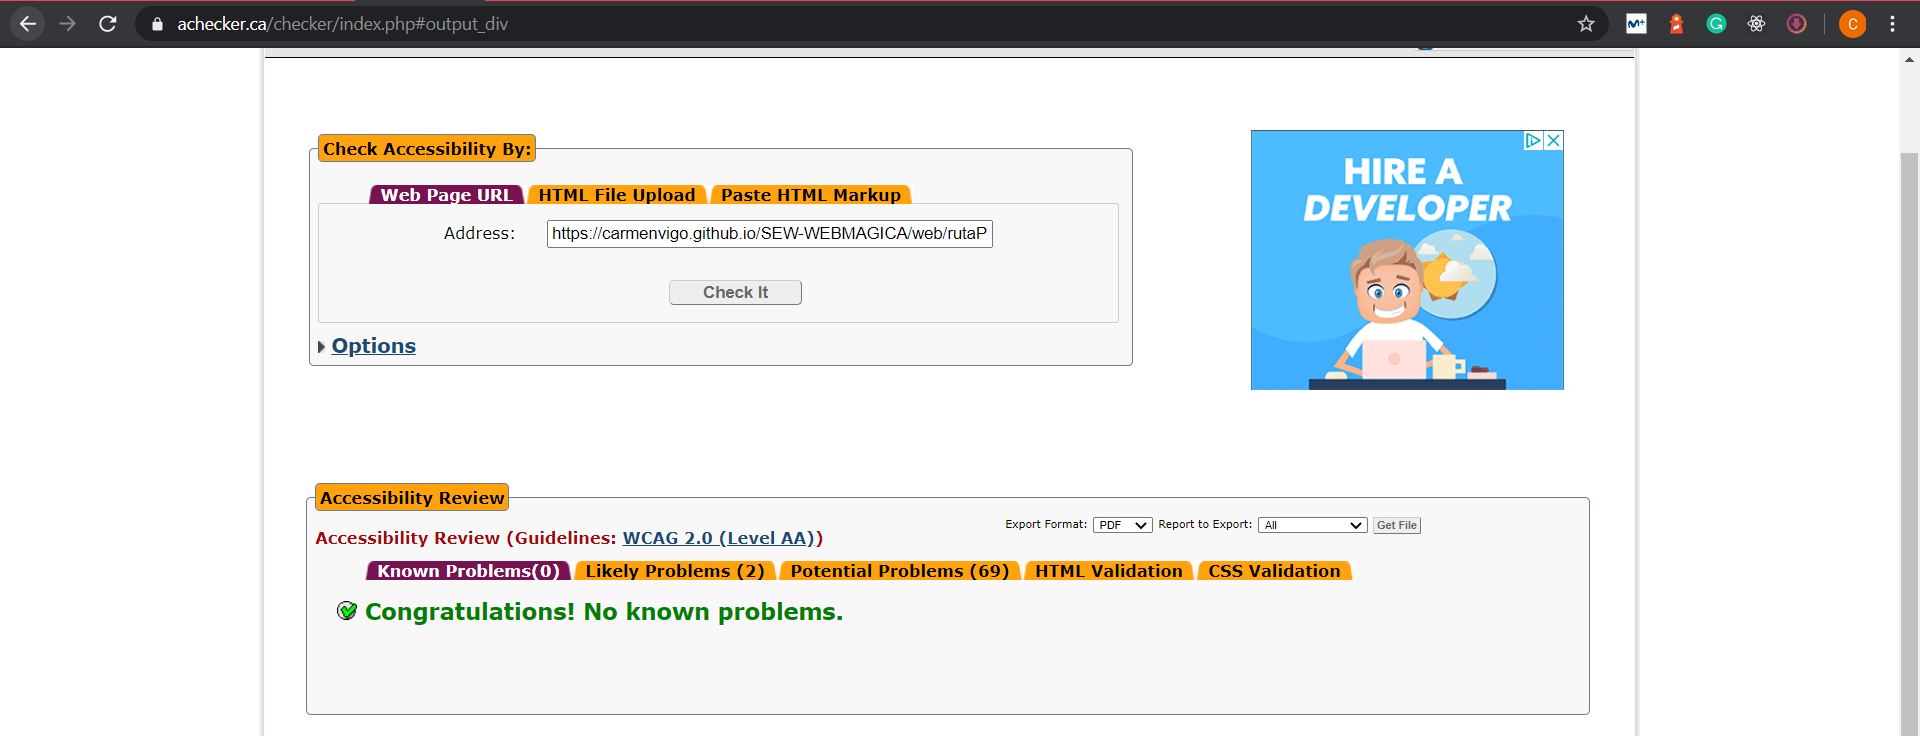 achecker.ca/checker/index.php#output_div
C
Check Accessibility By:
Web Page URL HTML File Upload Paste HTML Markup
Address: https://carmenvigo.github.io/SEW-WEBMAGICA/web/rutaP
Check It
Options
HIRE A
DEVELOPER
Accessibility Review
Export Format: PDF Report to Export: All Get File
Accessibility Review (Guidelines: WCAG 2.0 (Level AA))
Known Problems(0) Likely Problems (2) Potential Problems (69) HTML Validation CSS Validation
Congratulations! No known problems.